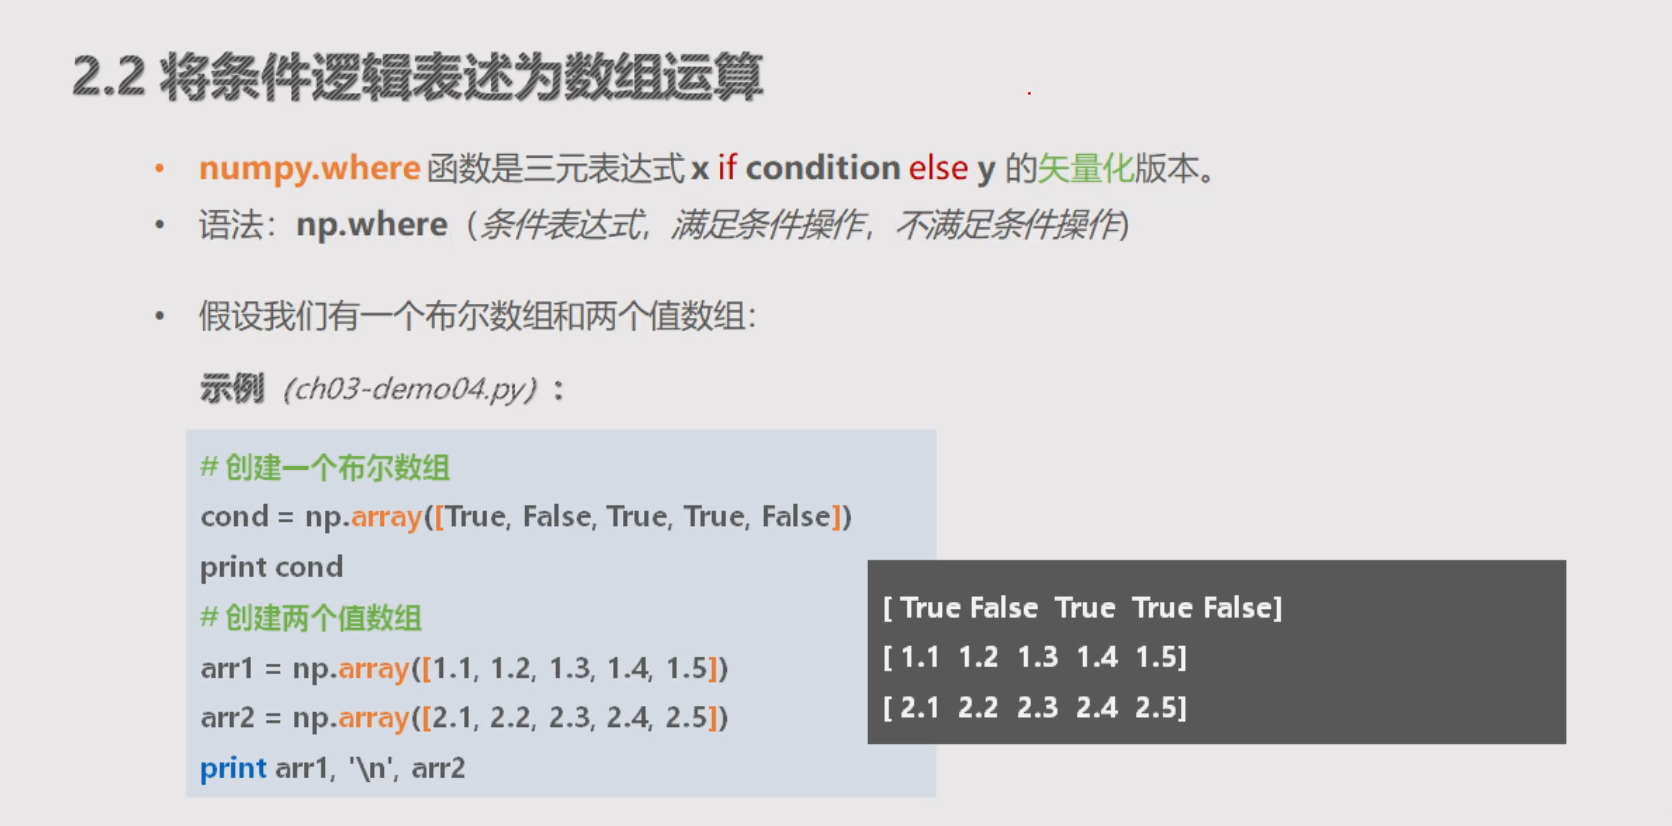 2.2 将条件逻辑表述为数组运算
• numpy.where 函数是三元表达式 x if condition else y 的矢量化版本。
• 语法：np.where（条件表达式，满足条件操作，不满足条件操作)
• 假设我们有一个布尔数组和两个值数组：
示例（ch03-demo04.py）：
# 创建一个布尔数组
cond = np.array([True, False, True, True, False])
print cond
# 创建两个值数组
arr1 = np.array([1.1, 1.2, 1.3, 1.4, 1.5])
arr2 = np.array([2.1, 2.2, 2.3, 2.4, 2.5])
print arr1, '\n', arr2
[ True False  True  True False]
[ 1.1  1.2  1.3  1.4  1.5]
[ 2.1  2.2  2.3  2.4  2.5]